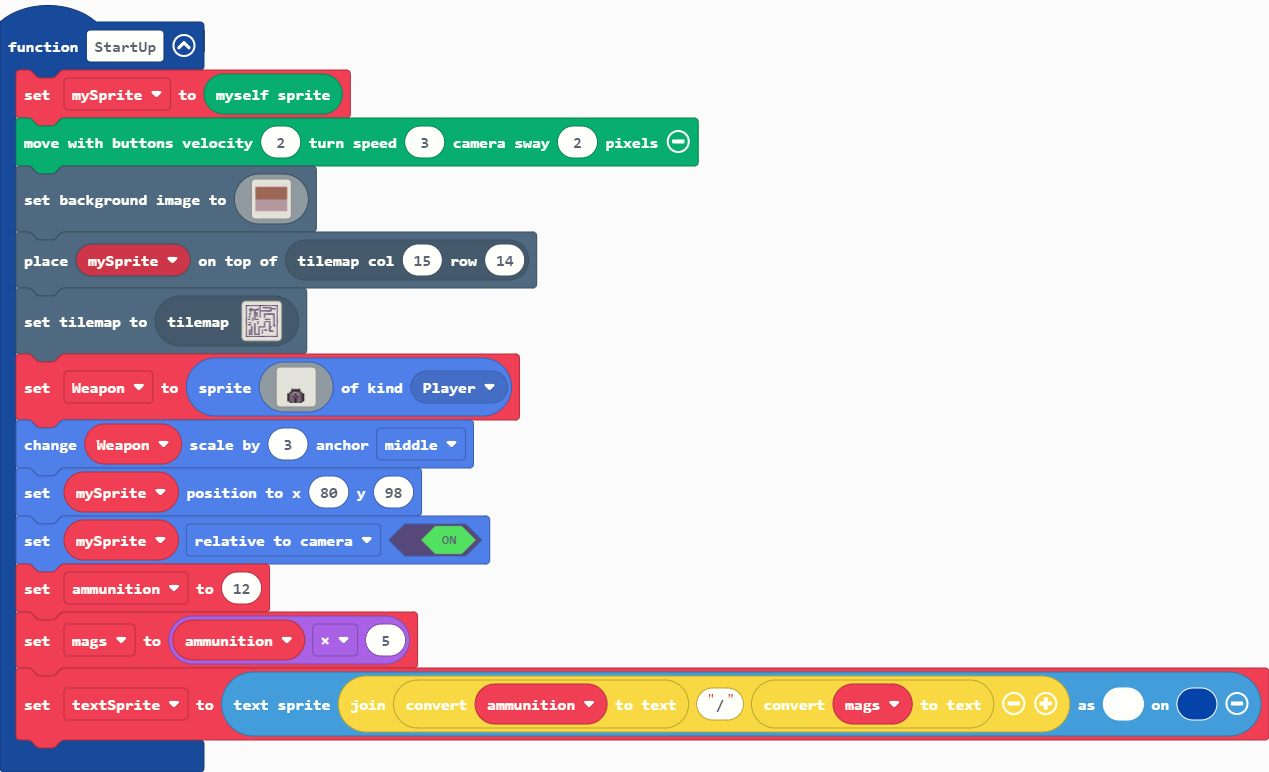 function StartUp
set mySprite to myself sprite
move with buttons velocity 2 turn speed 3 camera sway 2 pixels
set background image to
place mySprite on top of tilemap col 15 row 14
set tilemap to tilemap
set Weapon to sprite of kind Player
change Weapon scale by 3 anchor middle
set mySprite position to x 80 y 98
set mySprite relative to camera ON
set ammunition to 12
set mags to ammunition × 5
set textSprite to text sprite join convert ammunition to text "/" convert mags to text as on